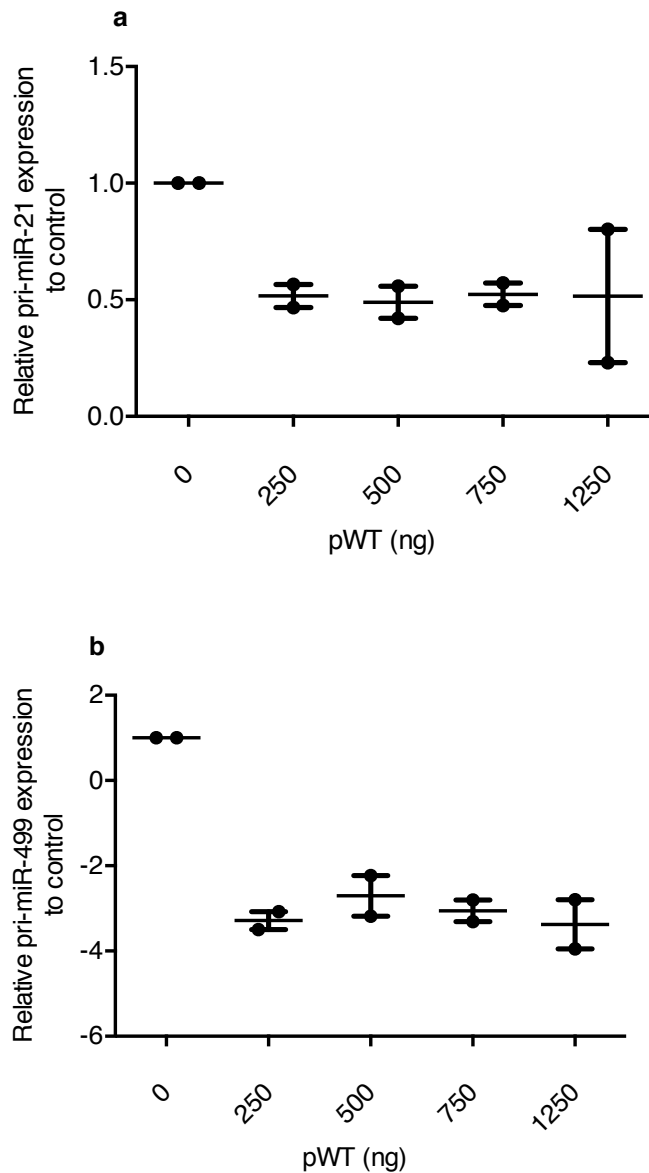 a
Relative pri-miR-21 expression
to control
1.5
1.0
0.5
0.0
0
250
500
750
1250
pWT (ng)
b
Relative pri-miR-499 expression
to control
2
0
-2
-4
-6
0
250
500
750
1250
pWT (ng)